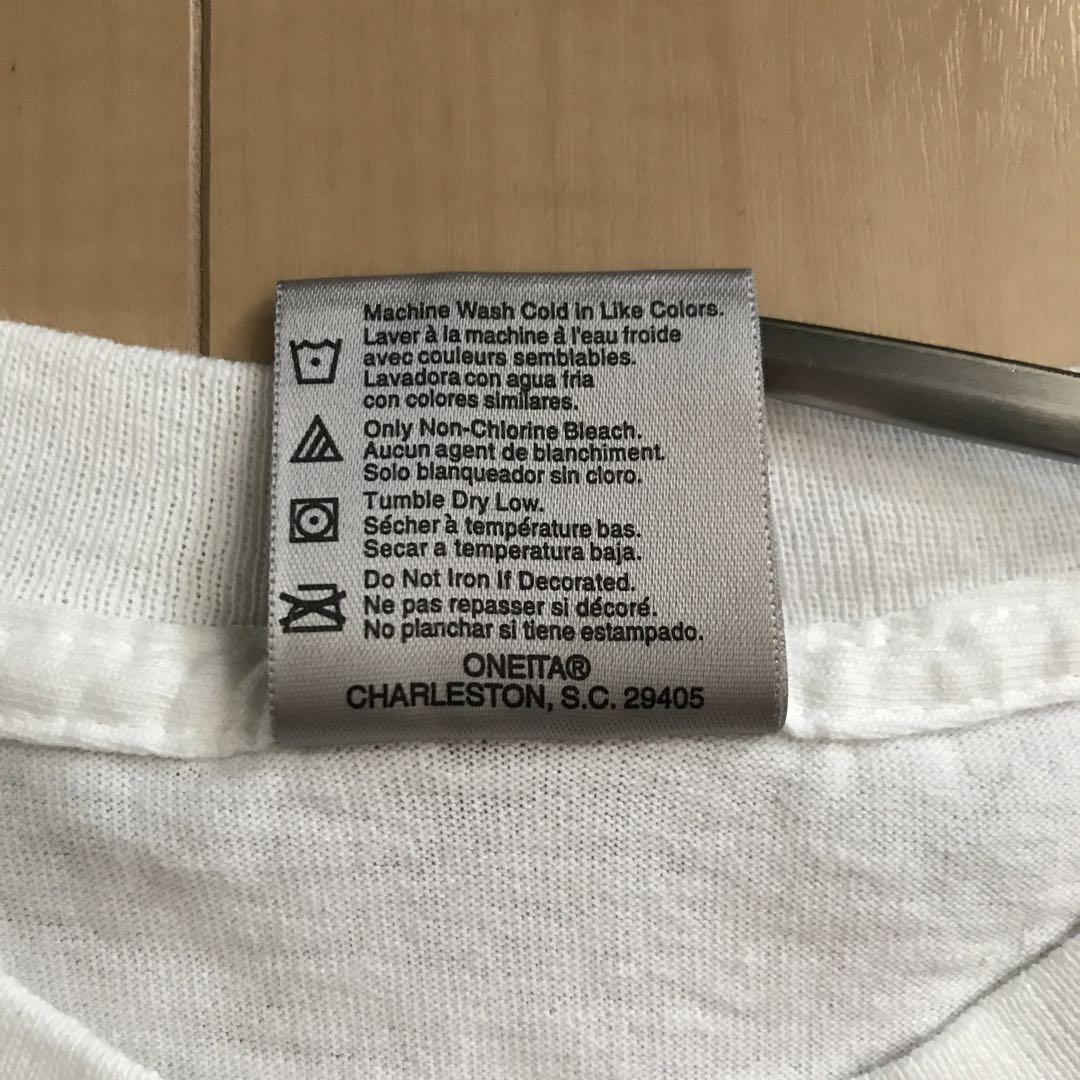 Machine Wash Cold in Like Colors.
Laver à la machine à l'eau froide
avec couleurs semblables.
Lavadora con agua fria
con colores similares.
Only Non-Chlorine Bleach.
Aucun agent de blanchiment.
Solo blanqueador sin cloro.
Tumble Dry Low.
Sécher à température bas.
Secar a temperatura baja.
Do Not Iron If Decorated.
Ne pas repasser si décoré.
No planchar si tiene estampado.
ONEITA®
CHARLESTON, S.C. 29405